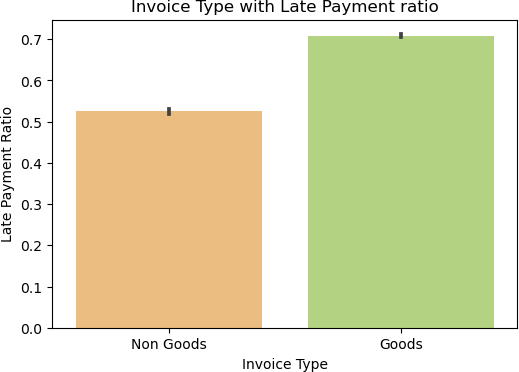 Invoice Type with Late Payment ratio
Late Payment Ratio
0.7
0.6
0.5
0.4
0.3
0.2
0.1
0.0
Non Goods
Goods
Invoice Type